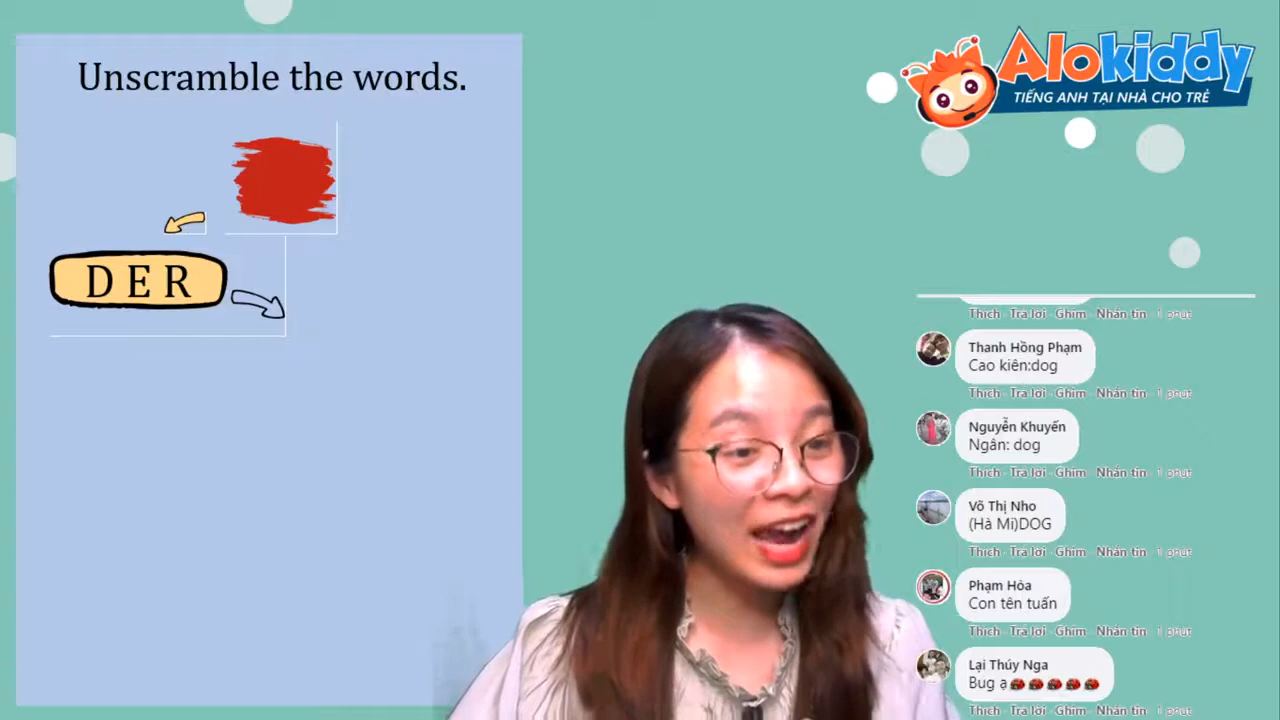 Unscramble the words.
D E R
Alokiddy
TIẾNG ANH TẠI NHÀ CHO TRẺ
Thích · Trả lời · Ghim · Nhắn tin · 1 phút
Thanh Hồng Phạm
Cao kiên:dog
Thích · Trả lời · Ghim · Nhắn tin · 1 phút
Nguyễn Khuyến
Ngân: dog
Thích · Trả lời · Ghim · Nhắn tin · 1 phút
Võ Thị Nho
(Hà Mi)DOG
Thích · Trả lời · Ghim · Nhắn tin · 1 phút
Phạm Hòa
Con tên tuấn
Thích · Trả lời · Ghim · Nhắn tin · 1 phút
Lại Thúy Nga
Bug ạ🐞🐞🐞🐞🐞
Thích · Trả lời · Ghim · Nhắn tin · 1 phút